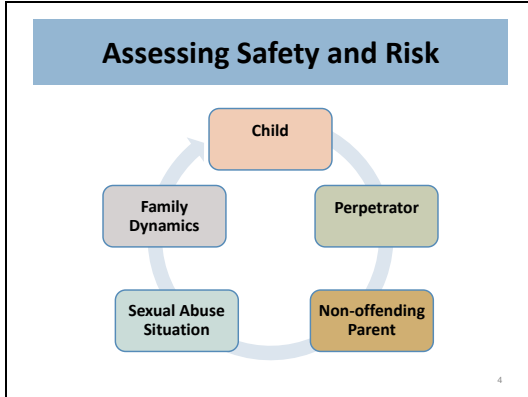 Assessing Safety and Risk
Child
Perpetrator
Non-offending
Parent
Sexual Abuse
Situation
Family
Dynamics
4